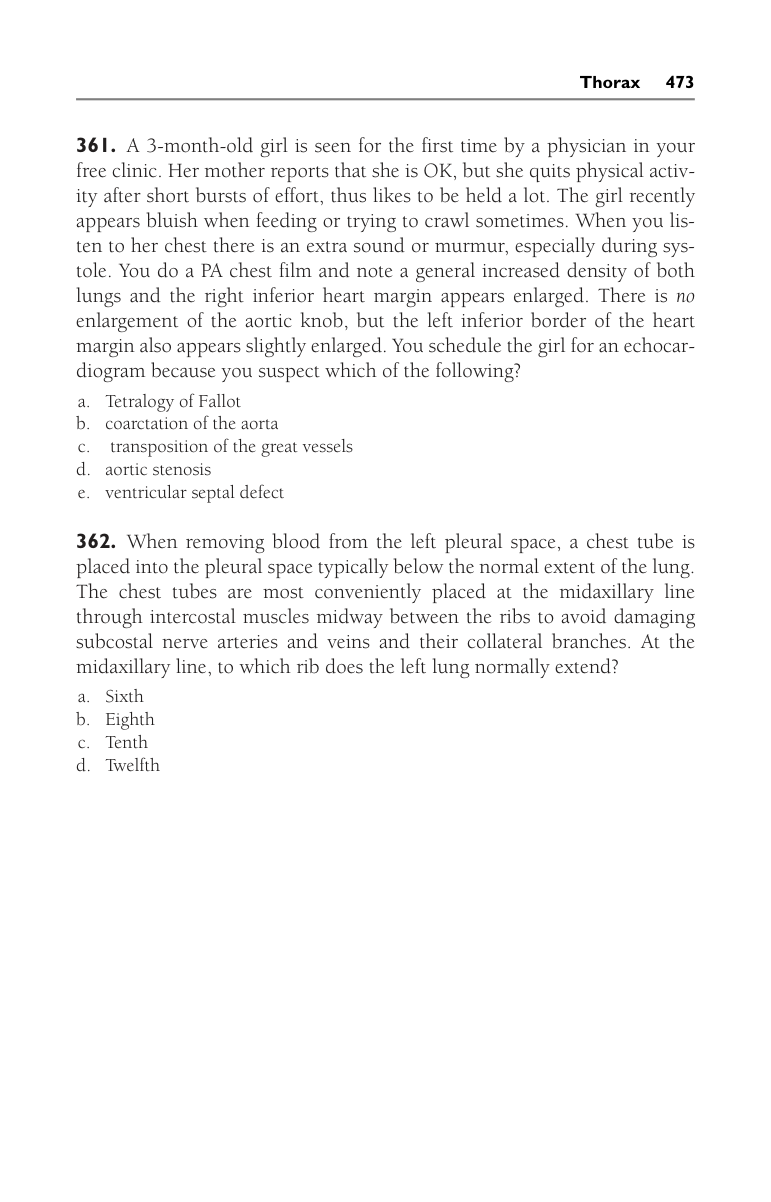 Thorax 473
361. A 3-month-old girl is seen for the first time by a physician in your
free clinic. Her mother reports that she is OK, but she quits physical activ-
ity after short bursts of effort, thus likes to be held a lot. The girl recently
appears bluish when feeding or trying to crawl sometimes. When you lis-
ten to her chest there is an extra sound or murmur, especially during sys-
tole. You do a PA chest film and note a general increased density of both
lungs and the right inferior heart margin appears enlarged. There is no
enlargement of the aortic knob, but the left inferior border of the heart
margin also appears slightly enlarged. You schedule the girl for an echocar-
diogram because you suspect which of the following?
a. Tetralogy of Fallot
b. coarctation of the aorta
c. transposition of the great vessels
d. aortic stenosis
e. ventricular septal defect
362. When removing blood from the left pleural space, a chest tube is
placed into the pleural space typically below the normal extent of the lung.
The chest tubes are most conveniently placed at the midaxillary line
through intercostal muscles midway between the ribs to avoid damaging
subcostal nerve arteries and veins and their collateral branches. At the
midaxillary line, to which rib does the left lung normally extend?
a. Sixth
b. Eighth
c. Tenth
d. Twelfth